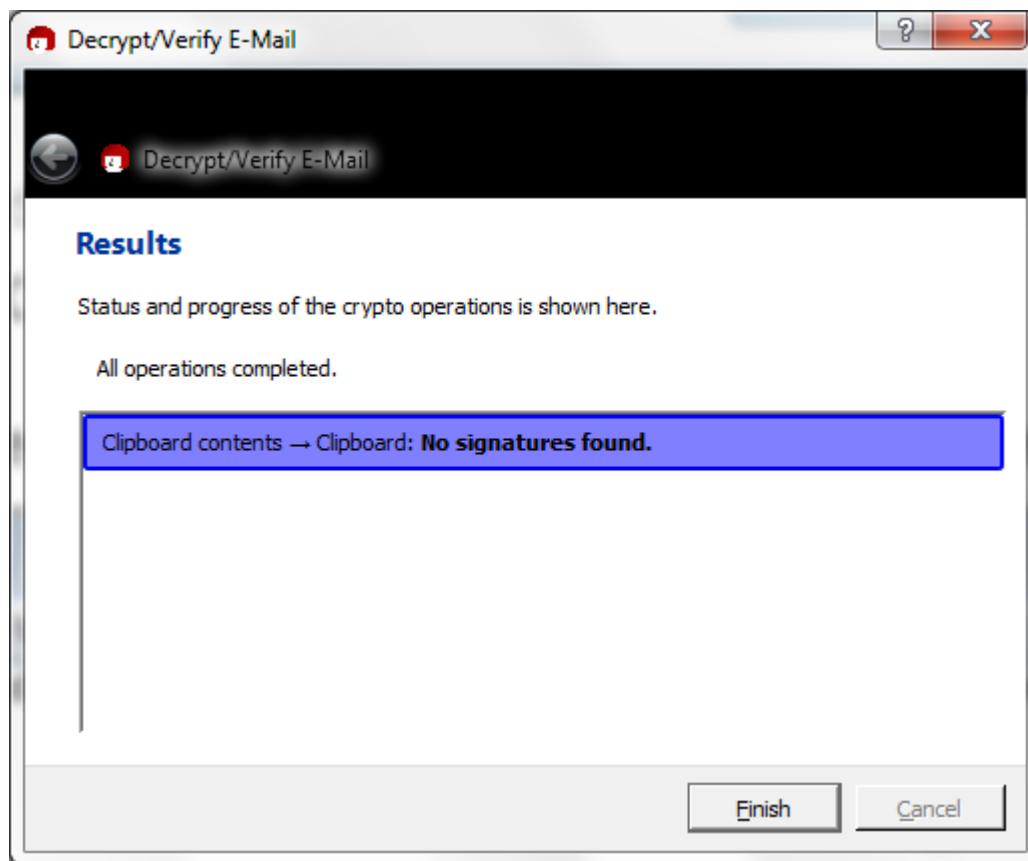 Decrypt/Verify E-Mail
Decrypt/Verify E-Mail
Results
Status and progress of the crypto operations is shown here.
All operations completed.
Clipboard contents → Clipboard: No signatures found.
Finish Cancel